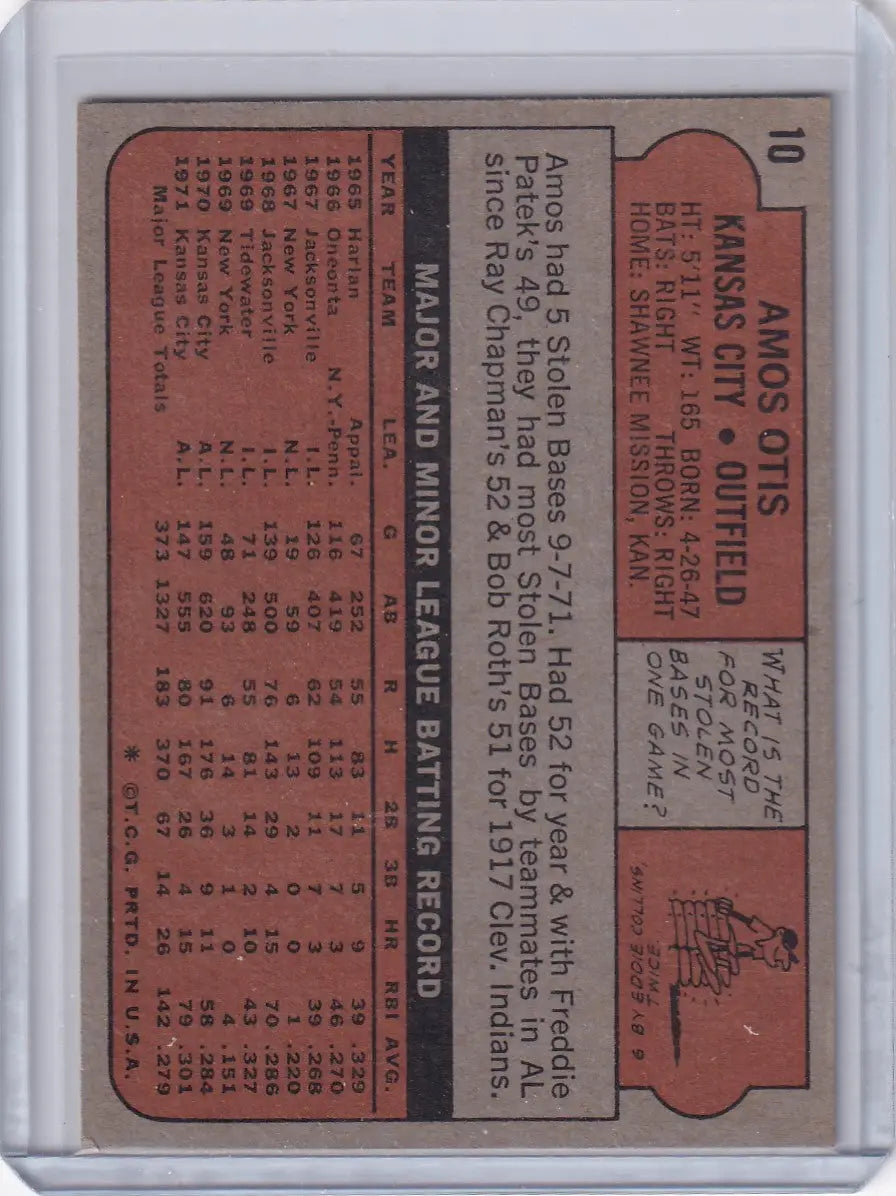 10
AMOS OTIS
KANSAS CITY • OUTFIELD
HT: 5'11" WT: 165 BORN: 4-26-47
BATS: RIGHT THROWS: RIGHT
HOME: SHAWNEE MISSION, KAN.
WHAT IS THE
RECORD
FOR MOST
STOLEN
BASES IN
ONE GAME?
6 BY EDDIE COLLINS,
TWICE
Amos had 5 Stolen Bases 9-7-71. Had 52 for year & with Freddie
Patek's 49, they had most Stolen Bases by teammates in AL
since Ray Chapman's 52 & Bob Roth's 51 for 1917 Clev. Indians.
MAJOR AND MINOR LEAGUE BATTING RECORD
YEAR TEAM LEA. G AB R H 2B 3B HR RBI AVG.
1965 Harlan Appal. 67 252 55 83 11 5 9 39 .329
1966 Oneonta N.Y.-Penn. 116 419 54 113 17 7 3 46 .270
1967 Jacksonville I.L. 126 407 62 109 11 7 3 39 .268
1967 New York N.L. 19 59 6 13 2 0 0 1 .220
1968 Jacksonville I.L. 139 500 76 143 29 4 15 70 .286
1969 Tidewater I.L. 71 248 55 81 14 2 10 43 .327
1969 New York N.L. 48 93 6 14 3 1 0 4 .151
1970 Kansas City A.L. 159 620 91 176 36 9 11 58 .284
1971 Kansas City A.L. 147 555 80 167 26 4 15 79 .301
Major League Totals 373 1327 183 370 67 14 26 142 .279
* ©T.C.G. PRTD. IN U.S.A.